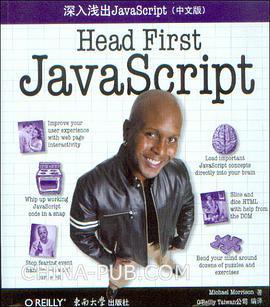 深入浅出JavaScript（中文版）
Head First
JavaScript
Improve your
user experience with
web page
interactivity
Load important
JavaScript concepts
directly into your brain
Whip up working
JavaScript
code in a snap
Slice and
dice HTML
with help from
the DOM
Stop fearing event
Bend your mind around
dozens of puzzles and
exercises
CHINA-PUB.COM
Michael Morrison 著
O'Reilly Taiwan公司 编译
O'REILLY®
东南大学出版社